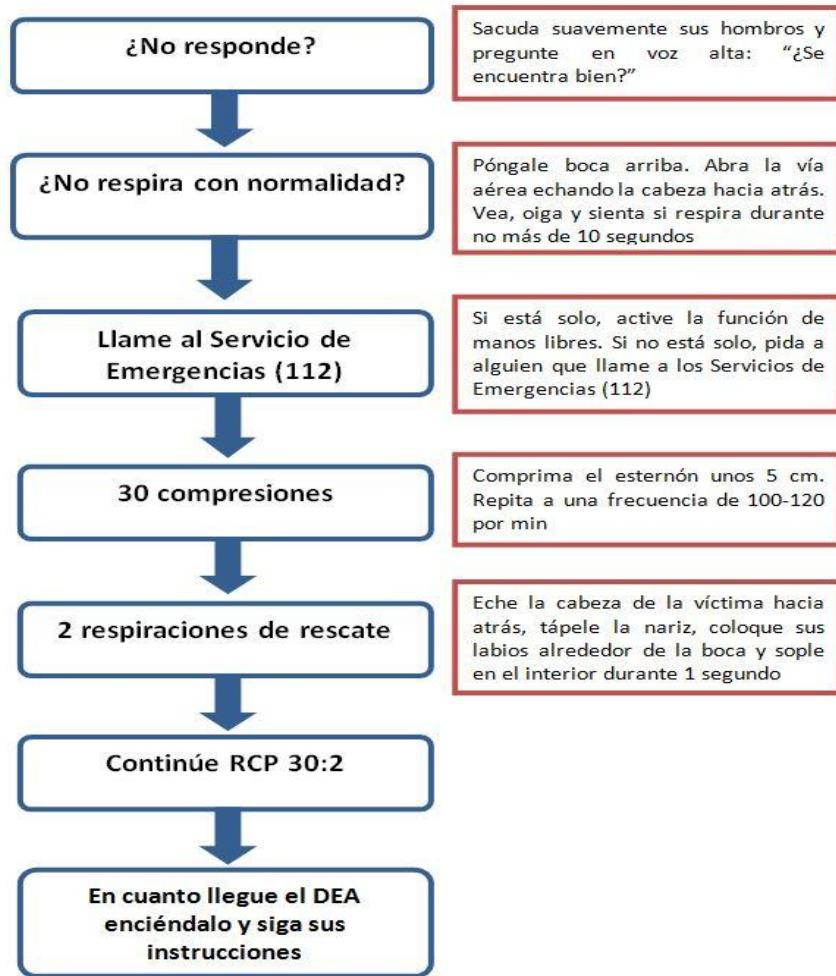 ¿No responde?
Sacuda suavemente sus hombros y
pregunte en voz alta: “¿Se
encuentra bien?”
¿No respira con normalidad?
Póngale boca arriba. Abra la vía
aérea echando la cabeza hacia atrás.
Vea, oiga y sienta si respira durante
no más de 10 segundos
Llame al Servicio de
Emergencias (112)
Si está solo, active la función de
manos libres. Si no está solo, pida a
alguien que llame a los Servicios de
Emergencias (112)
30 compresiones
Comprima el esternón unos 5 cm.
Repita a una frecuencia de 100-120
por min
2 respiraciones de rescate
Eche la cabeza de la víctima hacia
atrás, tápele la nariz, coloque sus
labios alrededor de la boca y sople
en el interior durante 1 segundo
Continúe RCP 30:2
En cuanto llegue el DEA
enciéndalo y siga sus
instrucciones